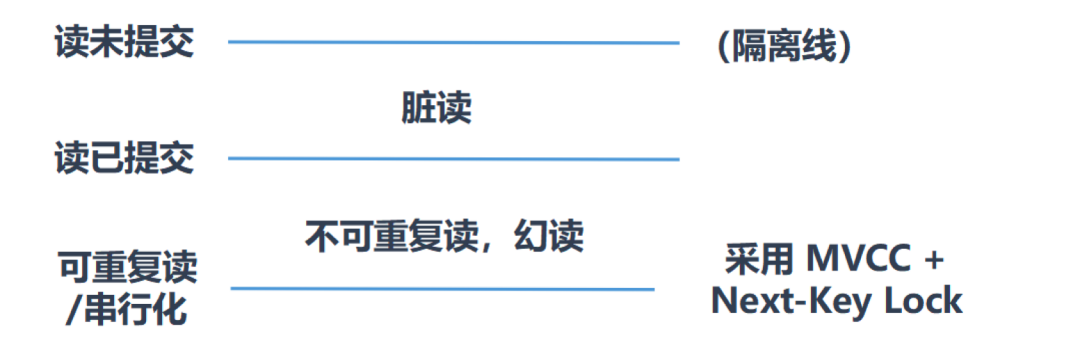 读未提交
（隔离线）
脏读
读已提交
不可重复读，幻读
可重复读
/串行化
采用 MVCC +
Next-Key Lock